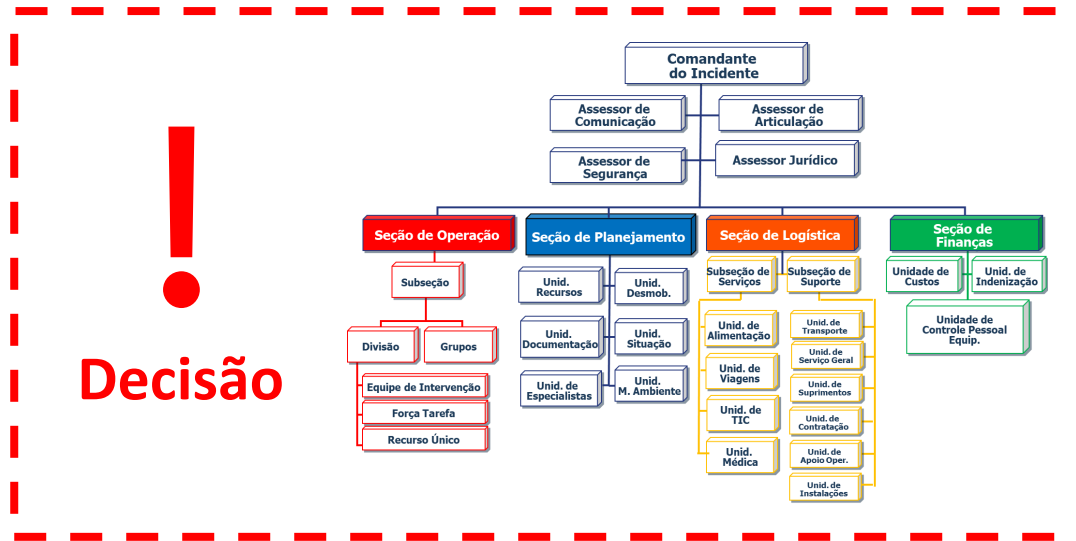 !
Decisão
Comandante
do Incidente
Assessor de
Comunicação
Assessor de
Articulação
Assessor de
Segurança
Assessor Jurídico
Seção de Operação
Subseção
Divisão
Grupos
Equipe de Intervenção
Força Tarefa
Recurso Único
Seção de Planejamento
Unid.
Recursos
Unid.
Desmob.
Unid.
Documentação
Unid.
Situação
Unid. de
Especialistas
Unid.
M. Ambiente
Seção de Logística
Subseção de
Serviços
Unid. de
Alimentação
Unid. de
Viagens
Unid. de
TIC
Unid.
Médica
Subseção de
Suporte
Unid. de
Transporte
Unid. de
Serviço Geral
Unid. de
Suprimentos
Unid. de
Contratação
Unid. de
Apoio Oper.
Unid. de
Instalações
Seção de
Finanças
Unidade de
Custos
Unid. de
Indenização
Unidade de
Controle Pessoal
Equip.